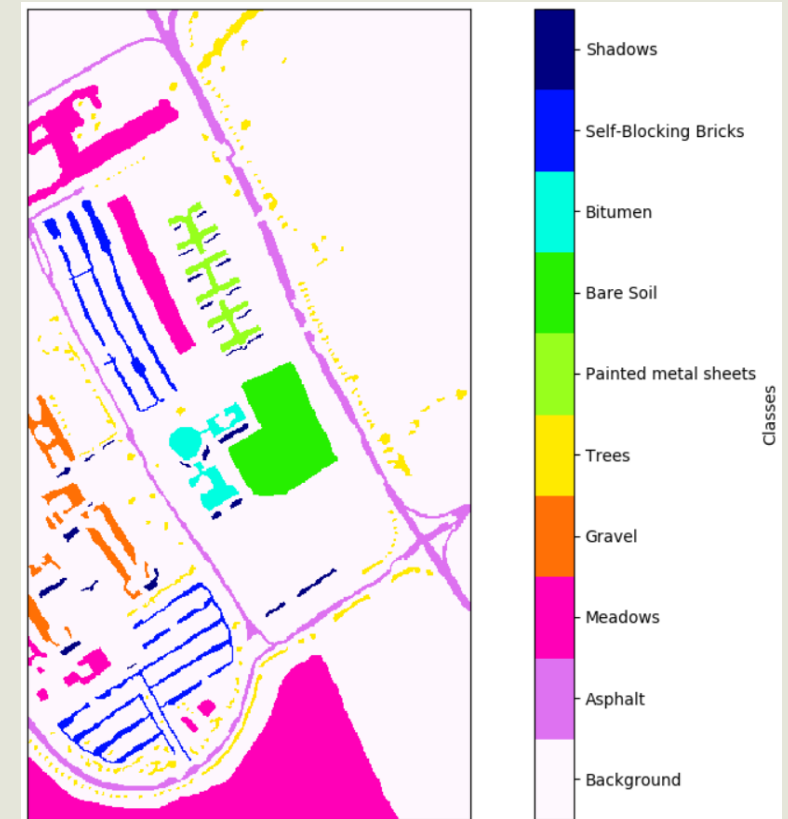 Shadows
Self-Blocking Bricks
Bitumen
Bare Soil
Painted metal sheets
Trees
Gravel
Meadows
Asphalt
Background
Classes